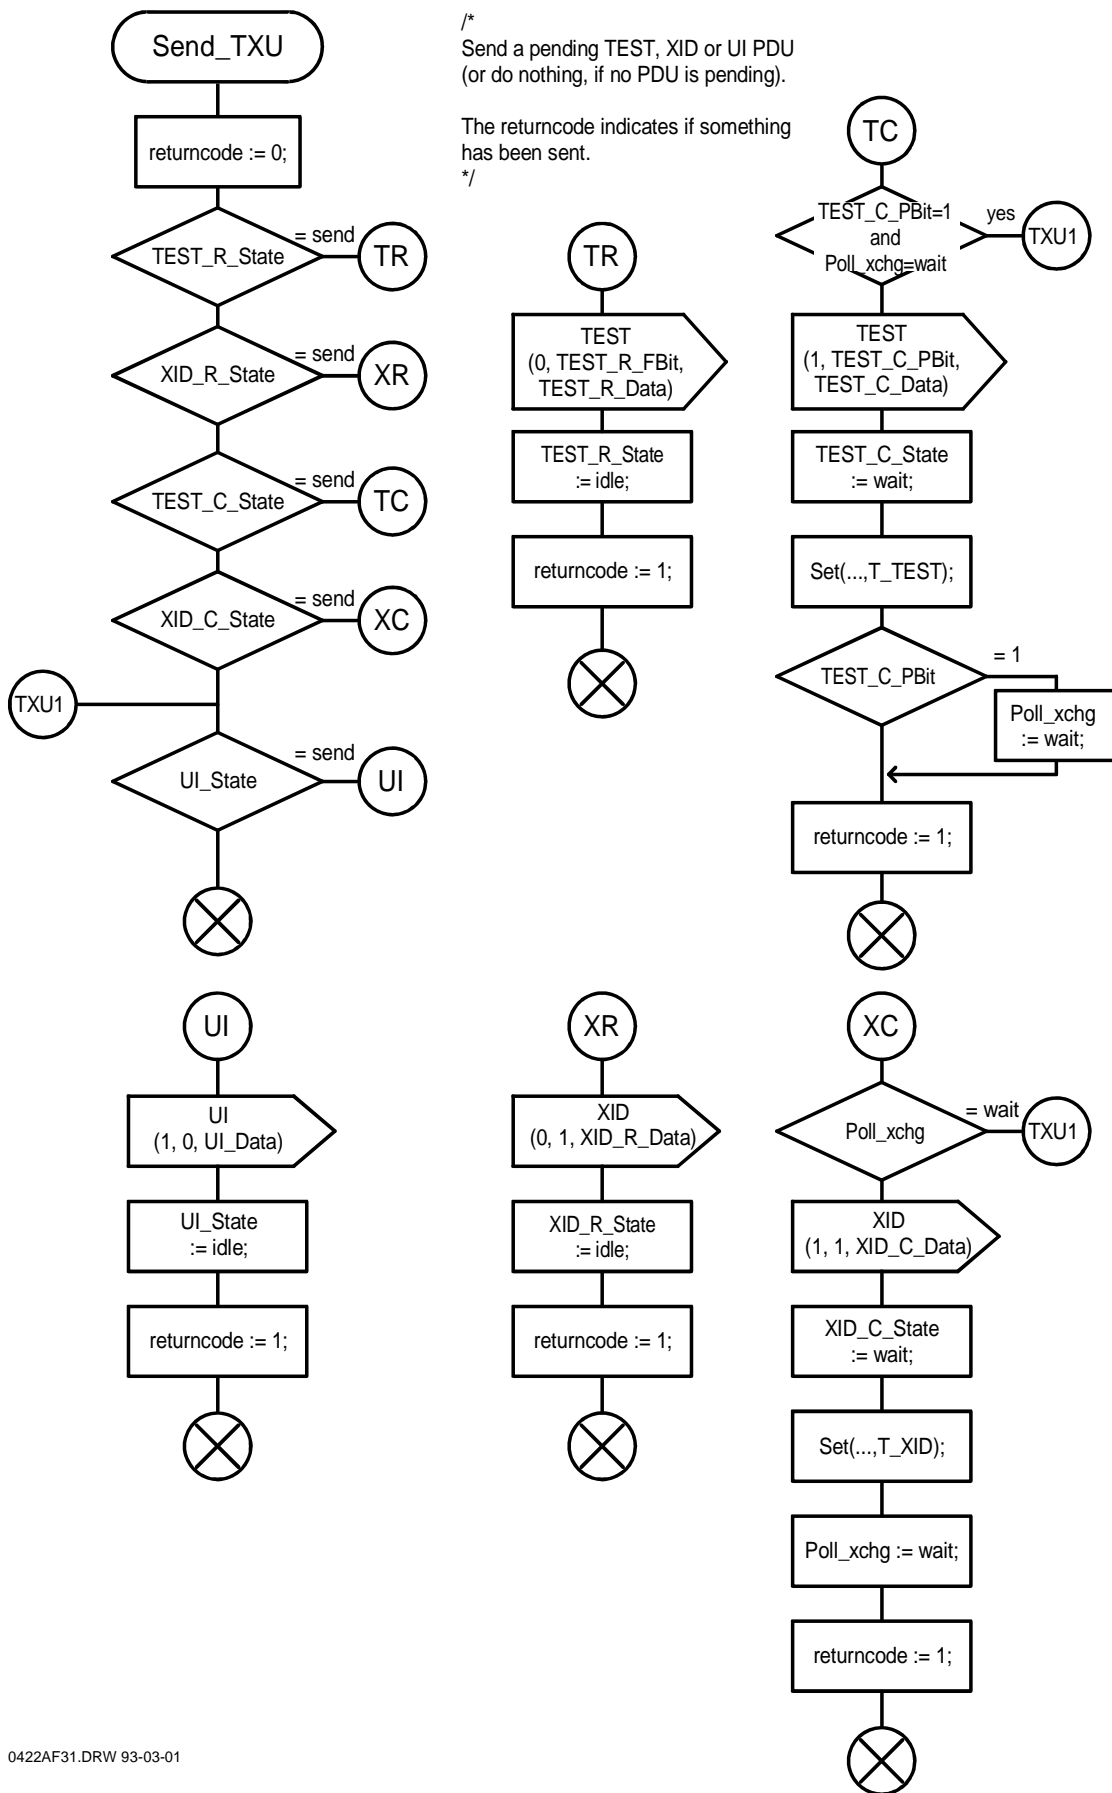 Send_TXU
returncode := 0;
TEST_R_State
= send
TR
XID_R_State
= send
XR
TEST_C_State
= send
TC
XID_C_State
= send
XC
TXU1
UI_State
= send
UI
/*
Send a pending TEST, XID or UI PDU
(or do nothing, if no PDU is pending).
The returncode indicates if something
has been sent.
*/
TR
TEST
(0, TEST_R_FBit,
TEST_R_Data)
TEST_R_State
:= idle;
returncode := 1;
TC
TEST_C_PBit=1
and
Poll_xchg=wait
yes
TXU1
TEST
(1, TEST_C_PBit,
TEST_C_Data)
TEST_C_State
:= wait;
Set(...,T_TEST);
TEST_C_PBit
= 1
Poll_xchg
:= wait;
returncode := 1;
UI
UI
(1, 0, UI_Data)
UI_State
:= idle;
returncode := 1;
XR
XID
(0, 1, XID_R_Data)
XID_R_State
:= idle;
returncode := 1;
XC
Poll_xchg
= wait
TXU1
XID
(1, 1, XID_C_Data)
XID_C_State
:= wait;
Set(...,T_XID);
Poll_xchg := wait;
returncode := 1;
0422AF31.DRW 93-03-01